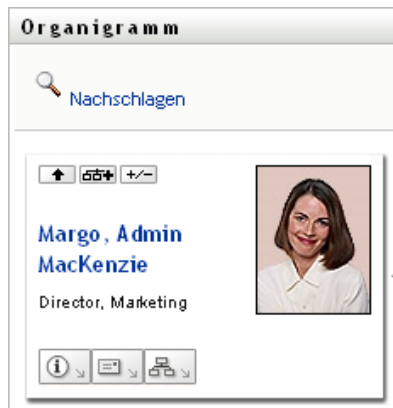 Organigramm
Nachschlagen
Margo, Admin
MacKenzie
Director, Marketing